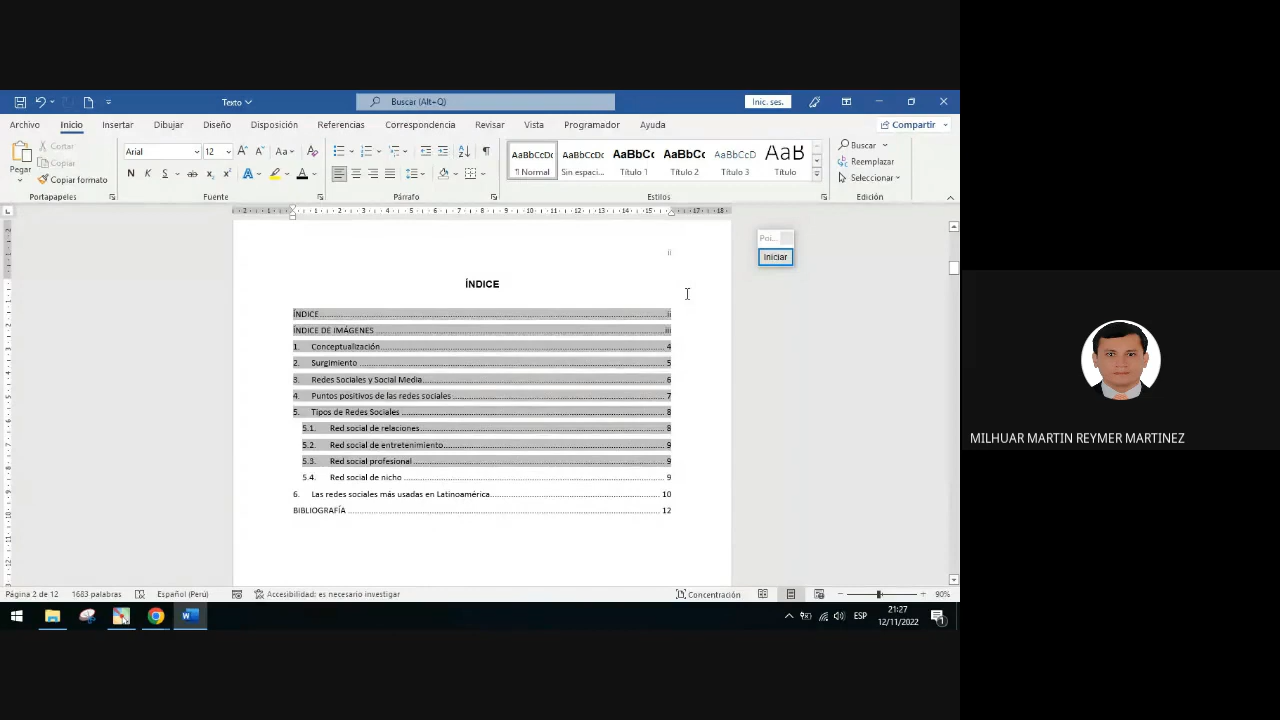 Texto
Buscar (Alt+Q)
Inic. ses.
Archivo Inicio Insertar Dibujar Diseño Disposición Referencias Correspondencia Revisar Vista Programador Ayuda Compartir
Pegar
Cortar
Copiar
Copiar formato
Portapapeles
Arial 12
Fuente
Párrafo
AaBbCcDc AaBbCcDc AaBbCc AaBbCc AaBbCcD AaB
¶ Normal Sin espaci... Título 1 Título 2 Título 3 Título
Estilos
Buscar
Reemplazar
Seleccionar
Edición
Poi...
Iniciar
ii
ÍNDICE
ÍNDICE ii
ÍNDICE DE IMÁGENES iii
1. Conceptualización 4
2. Surgimiento 5
3. Redes Sociales y Social Media 6
4. Puntos positivos de las redes sociales 7
5. Tipos de Redes Sociales 8
5.1. Red social de relaciones 8
5.2. Red social de entretenimiento 9
5.3. Red social profesional 9
5.4. Red social de nicho 9
6. Las redes sociales más usadas en Latinoamérica 10
BIBLIOGRAFÍA 12
Página 2 de 12 1683 palabras Español (Perú) Accesibilidad: es necesario investigar Concentración 90%
ESP
21:27
12/11/2022
MILHUAR MARTIN REYMER MARTINEZ